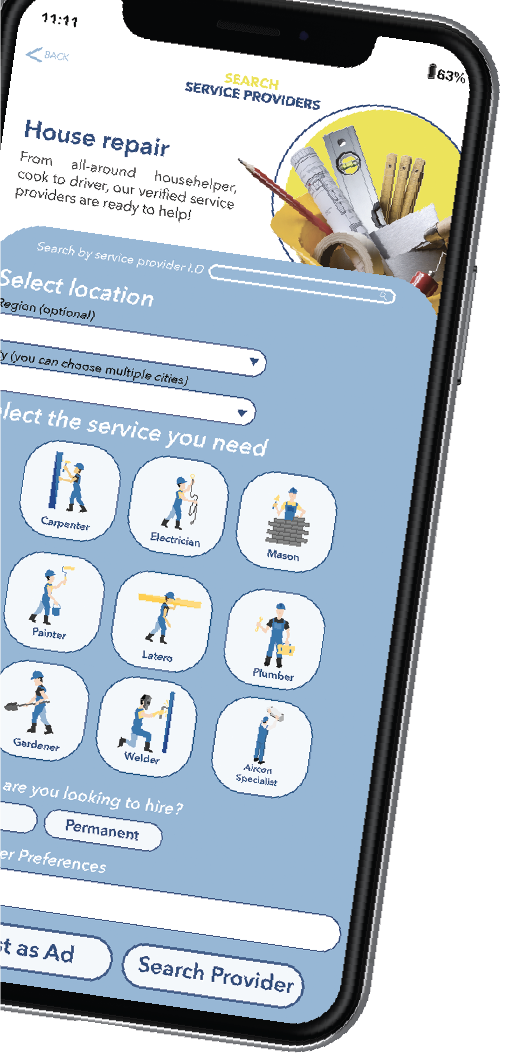 11:11
63%
BACK
SEARCH
SERVICE PROVIDERS
House repair
From all-around househelper,
cook to driver, our verified service
providers are ready to help!
Search by service provider I.D
Select location
Region (optional)
y (you can choose multiple cities)
lect the service you need
Carpenter
Electrician
Mason
Painter
Latero
Plumber
Gardener
Welder
Aircon
Specialist
are you looking to hire?
Permanent
er Preferences
st as Ad
Search Provider